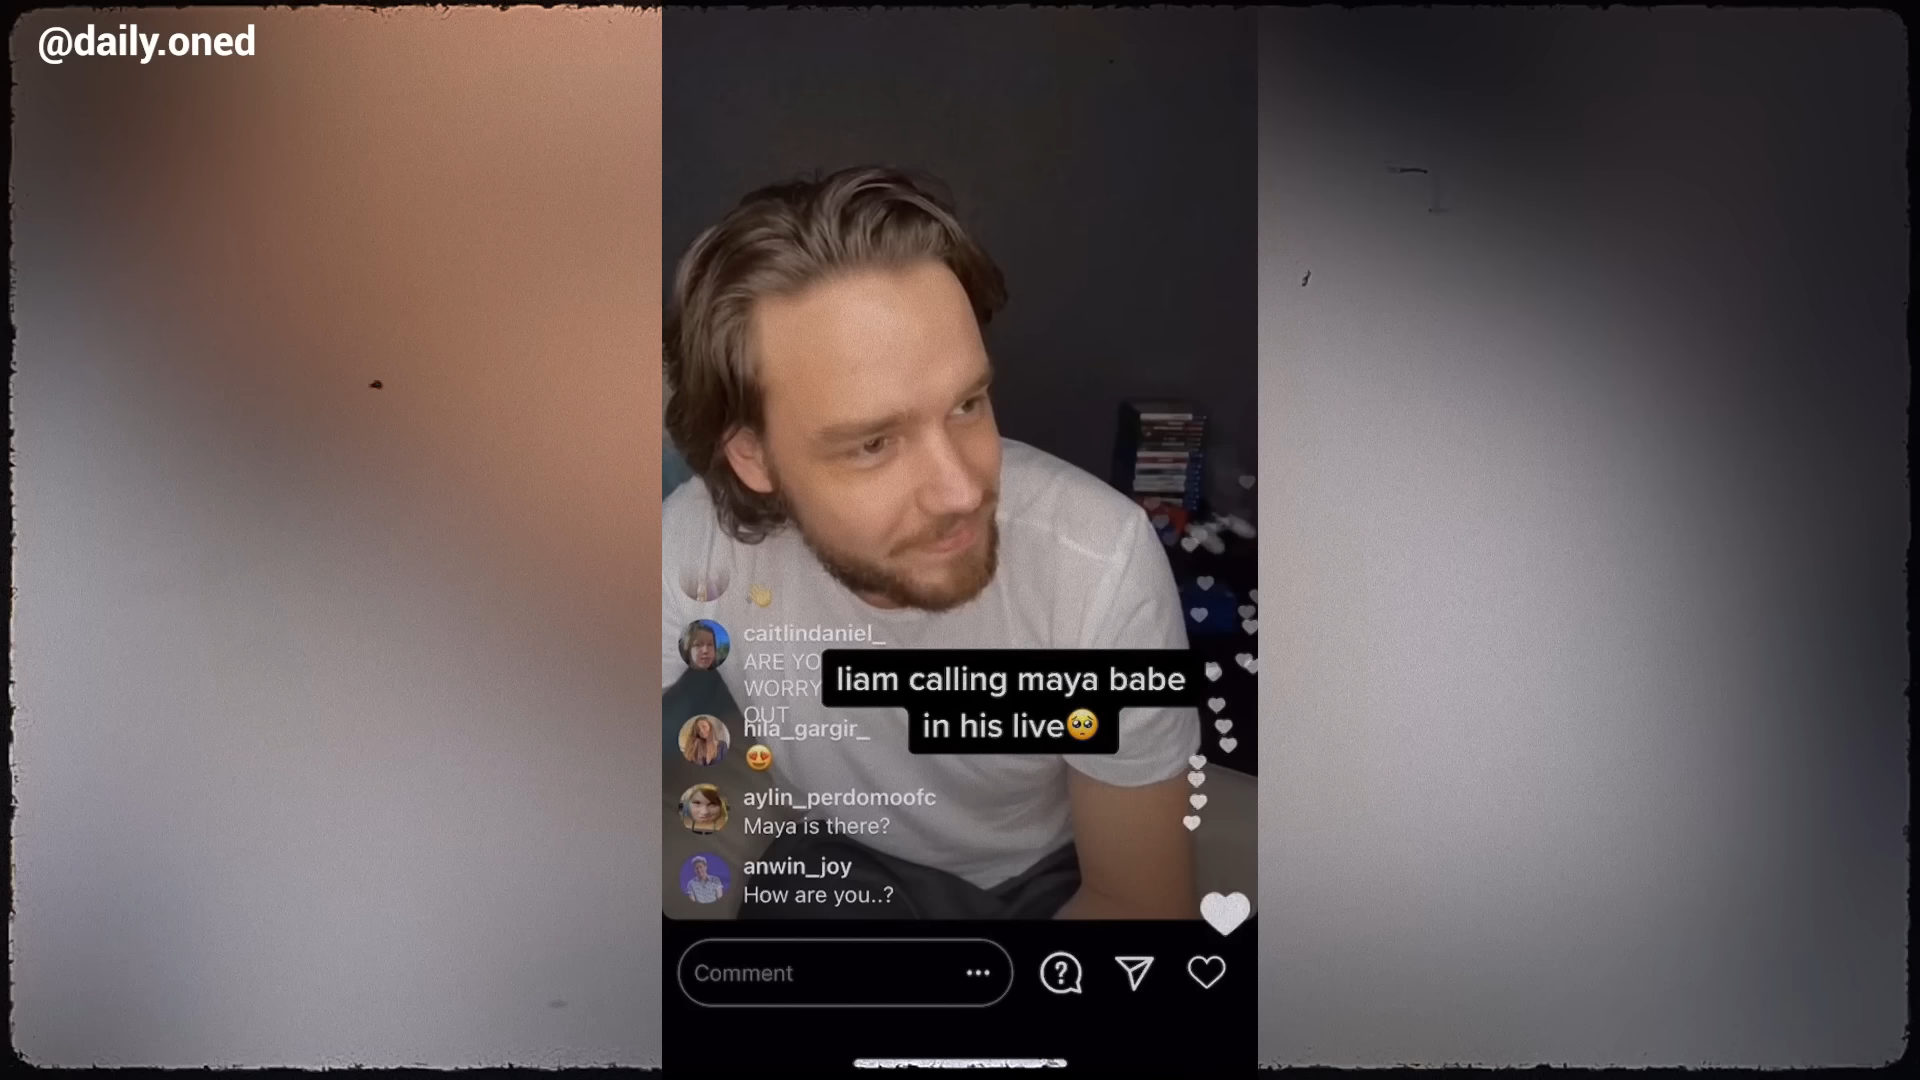 @daily.oned
caitlindaniel_
ARE YO
WORRY
OUT
liam calling maya babe
in his live🥺
hila_gargir_
😍
aylin_perdomoofc
Maya is there?
anwin_joy
How are you..?
Comment